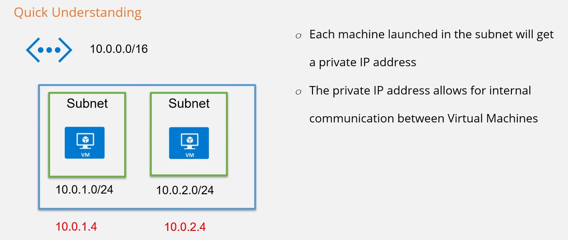 Quick Understanding
10.0.0.0/16
Subnet
VM
10.0.1.0/24
10.0.1.4
Subnet
VM
10.0.2.0/24
10.0.2.4
o Each machine launched in the subnet will get
a private IP address
o The private IP address allows for internal
communication between Virtual Machines